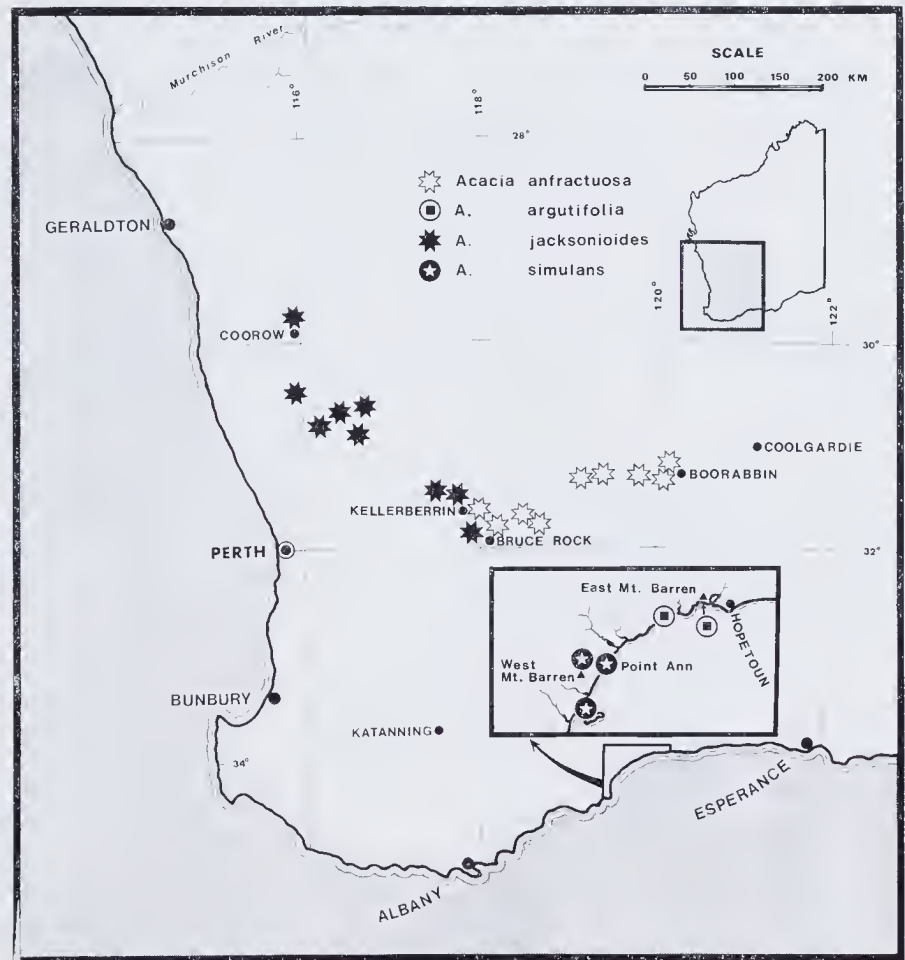 Murchison River
SCALE
0 50 100 150 200 KM
116°
118°
28°
Acacia anfractuosa
A. argutifolia
A. jacksonioides
A. simulans
GERALDTON
120°
122°
COOROW
30°
COOLGARDIE
BOORABBIN
KELLERBERRIN
BRUCE ROCK
PERTH
32°
East Mt. Barren
HOPETOUN
West
Mt. Barren
Point Ann
BUNBURY
KATANNING
34°
ESPERANCE
ALBANY